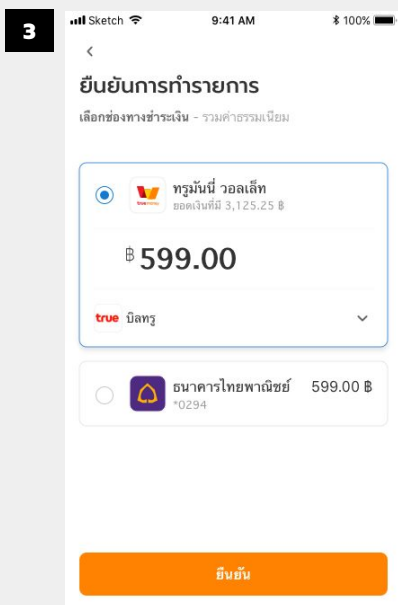 3
Sketch 9:41 AM 100%
ยืนยันการทำรายการ
เลือกช่องทางชำระเงิน - รวมค่าธรรมเนียม
ทรูมันนี่ วอลเล็ท
ยอดเงินที่มี 3,125.25 ฿
฿ 599.00
true บิลทรู
ธนาคารไทยพาณิชย์ 599.00 ฿
*0294
ยืนยัน